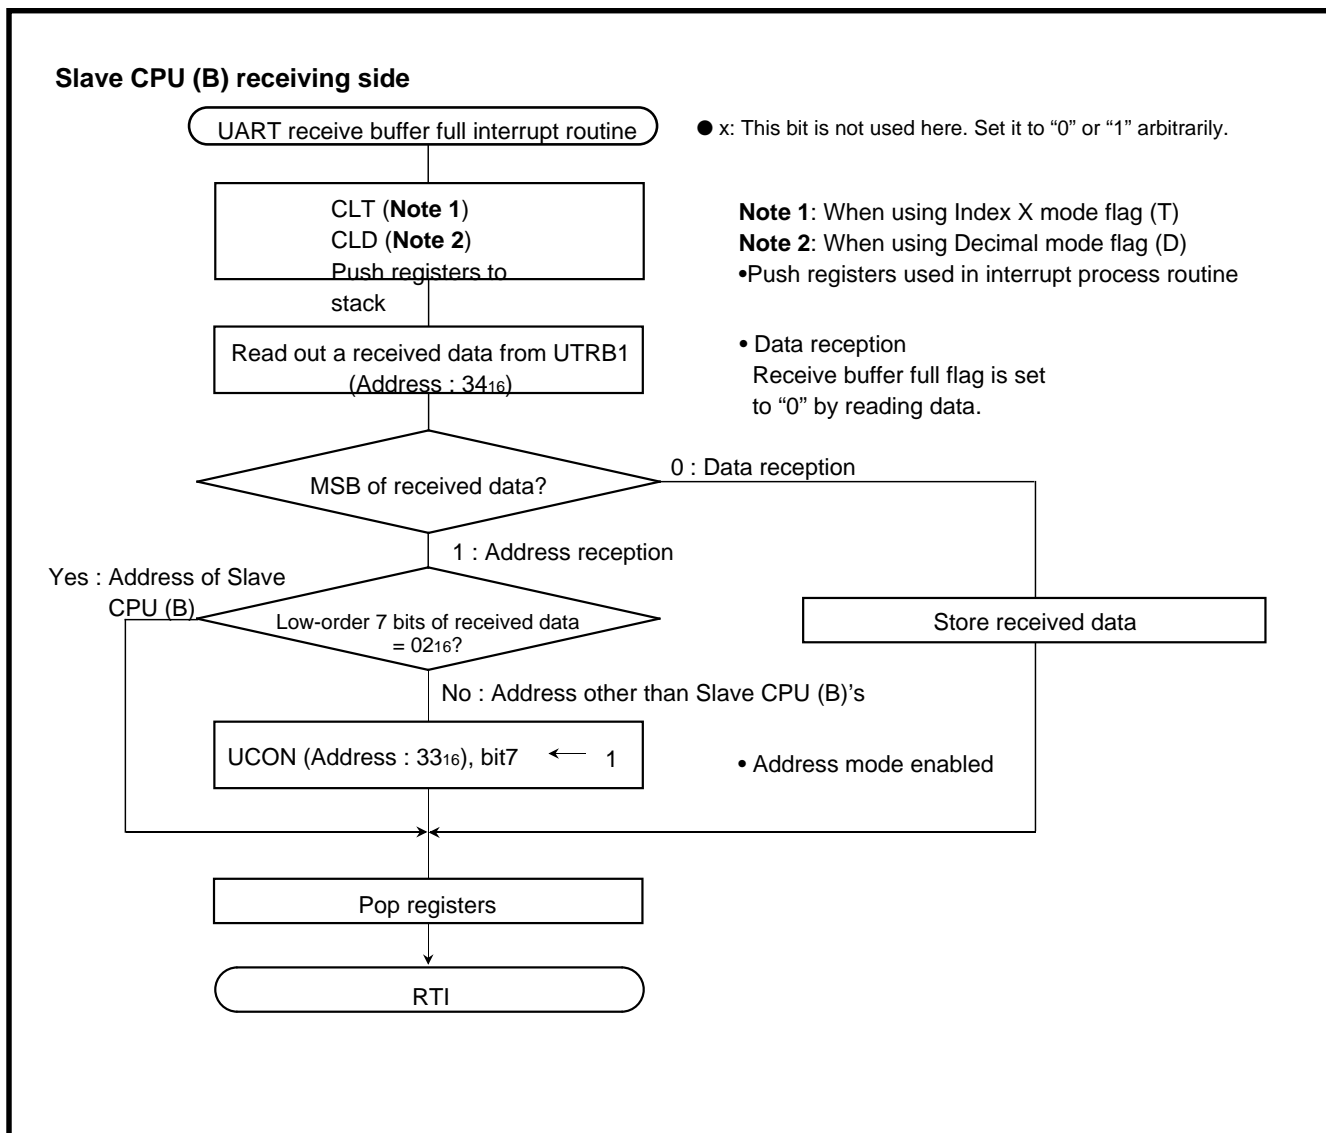 Slave CPU (B) receiving side
UART receive buffer full interrupt routine
● x: This bit is not used here. Set it to “0” or “1” arbitrarily.
CLT (Note 1)
CLD (Note 2)
Push registers to
stack
Note 1: When using Index X mode flag (T)
Note 2: When using Decimal mode flag (D)
•Push registers used in interrupt process routine
Read out a received data from UTRB1
(Address : 3416)
• Data reception
Receive buffer full flag is set
to “0” by reading data.
MSB of received data?
0 : Data reception
1 : Address reception
Yes : Address of Slave
CPU (B)
Low-order 7 bits of received data
= 0216?
Store received data
No : Address other than Slave CPU (B)’s
UCON (Address : 3316), bit7 ← 1
• Address mode enabled
Pop registers
RTI